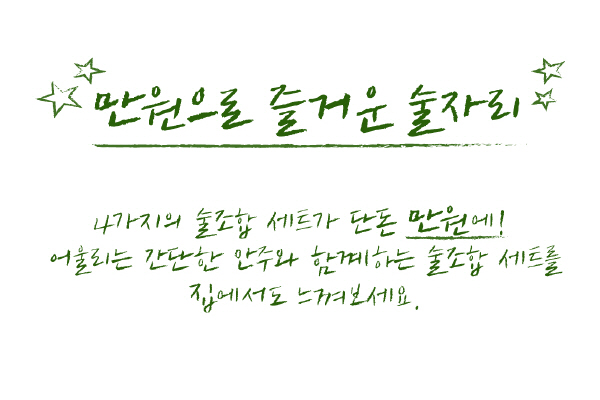 만원으로 즐거운 술자리
4가지의 술조합 세트가 단돈 만원에!
어울리는 간단한 안주와 함께하는 술조합 세트를
집에서도 느껴보세요.